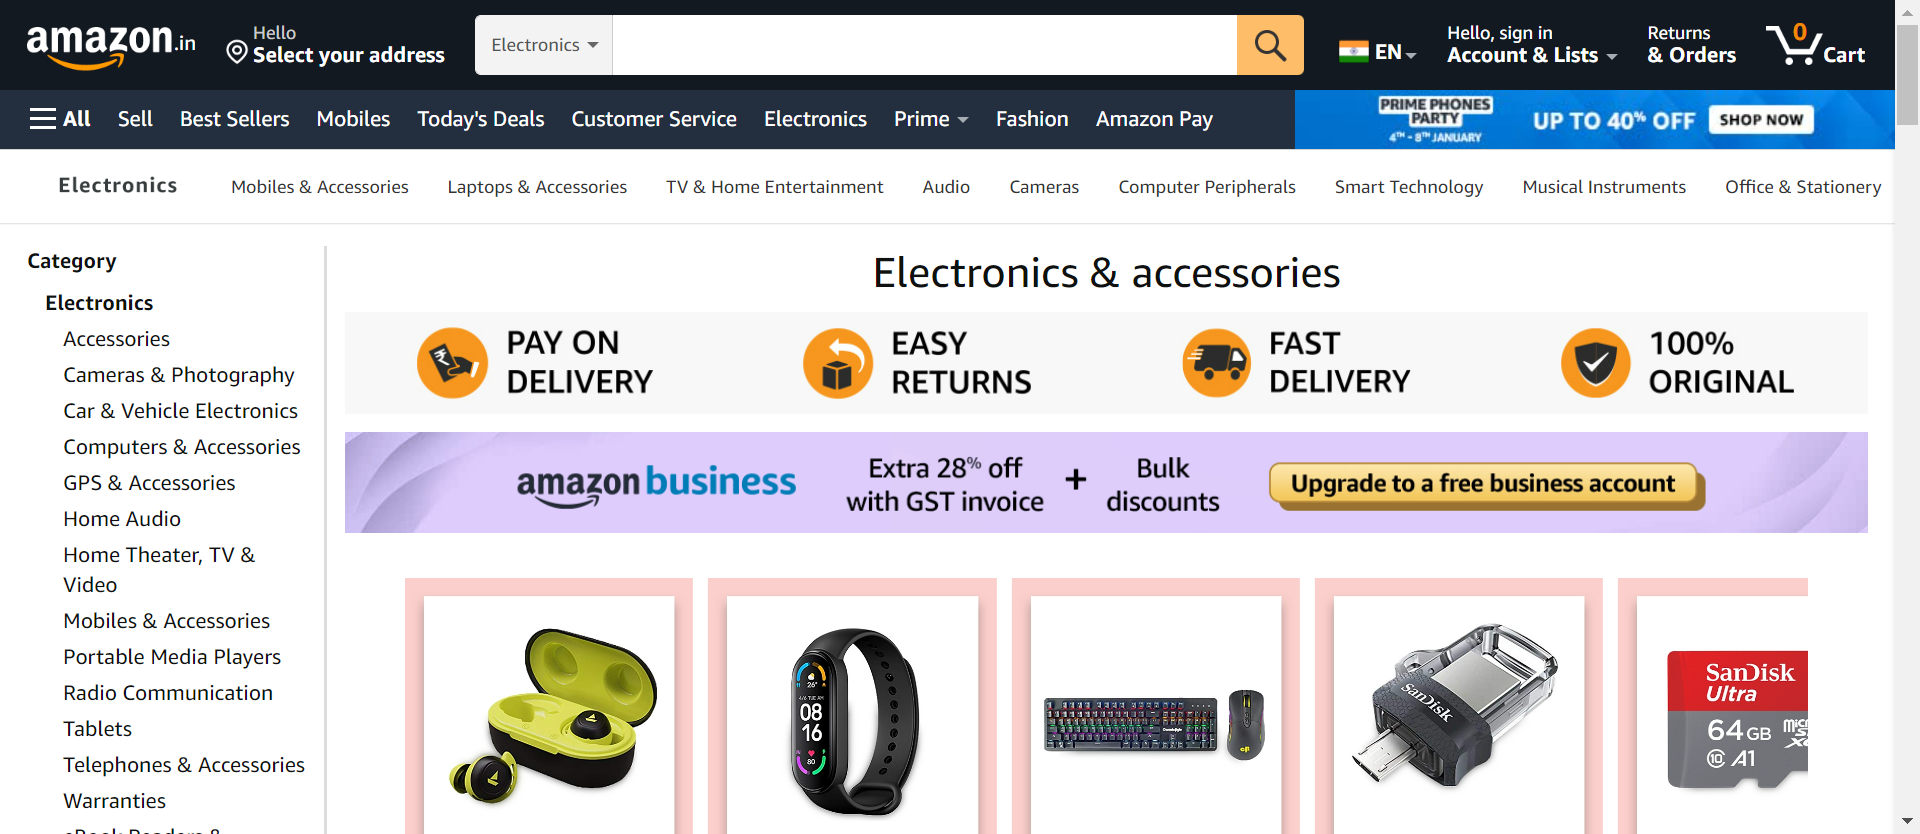 amazon.in
Hello
Select your address
Electronics
EN
Hello, sign in
Account & Lists
Returns
& Orders
0
Cart
All
Sell
Best Sellers
Mobiles
Today's Deals
Customer Service
Electronics
Prime
Fashion
Amazon Pay
PRIME PHONES
PARTY
4TH - 8TH JANUARY
UP TO 40% OFF
SHOP NOW
Electronics
Mobiles & Accessories
Laptops & Accessories
TV & Home Entertainment
Audio
Cameras
Computer Peripherals
Smart Technology
Musical Instruments
Office & Stationery
Category
Electronics
Accessories
Cameras & Photography
Car & Vehicle Electronics
Computers & Accessories
GPS & Accessories
Home Audio
Home Theater, TV &
Video
Mobiles & Accessories
Portable Media Players
Radio Communication
Tablets
Telephones & Accessories
Warranties
Electronics & accessories
PAY ON
DELIVERY
EASY
RETURNS
FAST
DELIVERY
100%
ORIGINAL
amazon business
Extra 28% off
with GST invoice
+
Bulk
discounts
Upgrade to a free business account
26°
08
16
80
SanDisk
SanDisk
Ultra
64 GB
10 A1